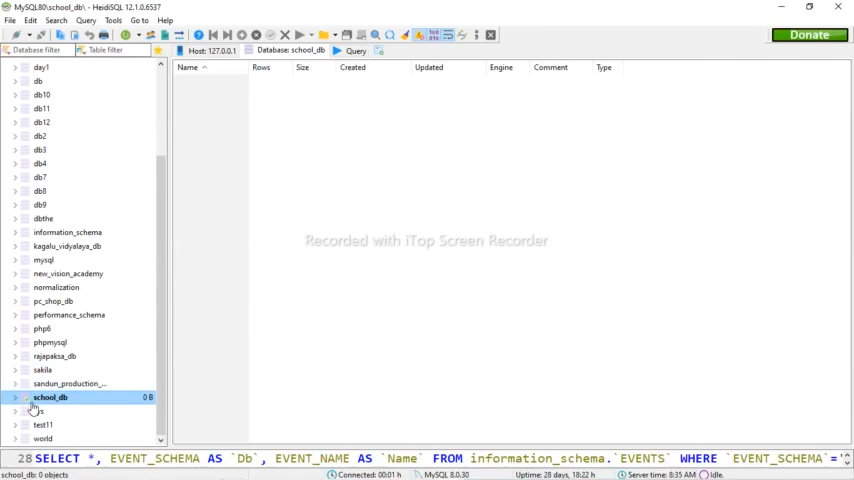 MySQL80\school_db\ - HeidiSQL 12.1.0.6537
File Edit Search Query Tools Go to Help
Donate
Database filter Table filter Host: 127.0.0.1 Database: school_db Query
Name Rows Size Created Updated Engine Comment Type
day1
db
db10
db11
db12
db2
db3
db4
db7
db8
db9
dbthe
information_schema
kagalu_vidyalaya_db
mysql
new_vision_academy
normalization
pc_shop_db
performance_schema
php6
phpmysql
rajapaksa_db
sakila
sandun_production_...
school_db 0 B
test11
world
Recorded with iTop Screen Recorder
28 SELECT *, EVENT_SCHEMA AS `Db`, EVENT_NAME AS `Name` FROM information_schema.`EVENTS` WHERE `EVENT_SCHEMA`='
school_db: 0 objects Connected: 00:01 h MySQL 8.0.30 Uptime: 28 days, 18:22 h Server time: 8:35 AM Idle.